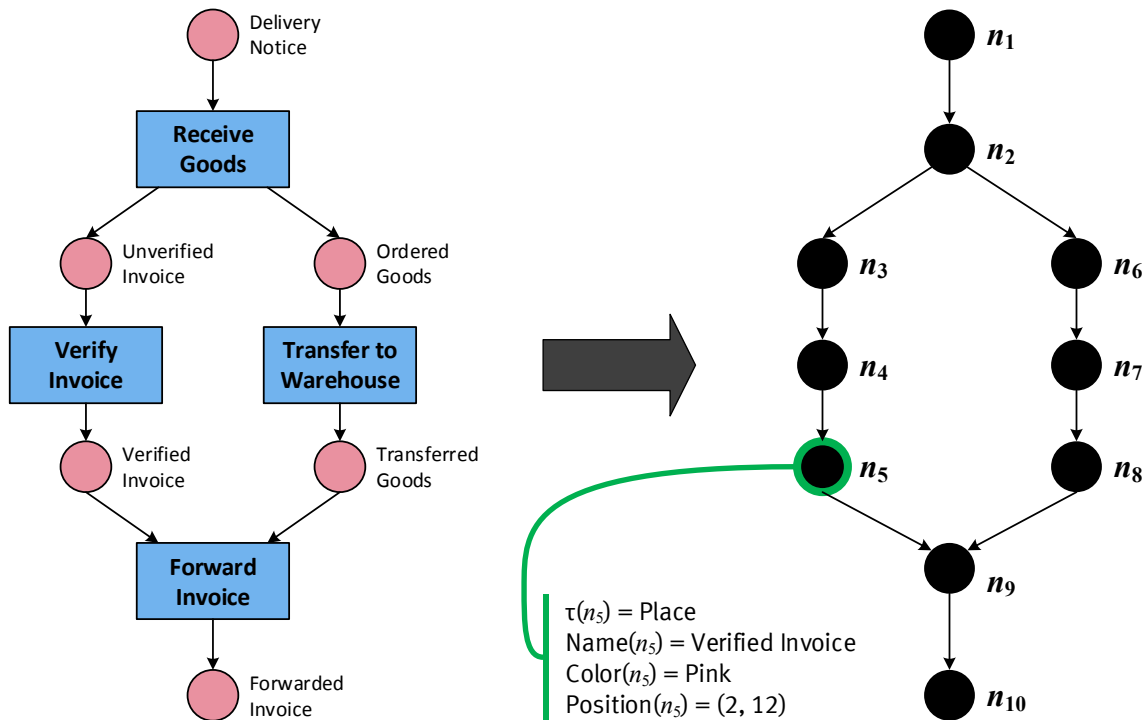 Delivery
Notice
Receive
Goods
Unverified
Invoice
Ordered
Goods
Verify
Invoice
Transfer to
Warehouse
Verified
Invoice
Transferred
Goods
Forward
Invoice
Forwarded
Invoice
n1
n2
n3
n6
n4
n7
n5
n8
n9
n10
τ(n5) = Place
Name(n5) = Verified Invoice
Color(n5) = Pink
Position(n5) = (2, 12)